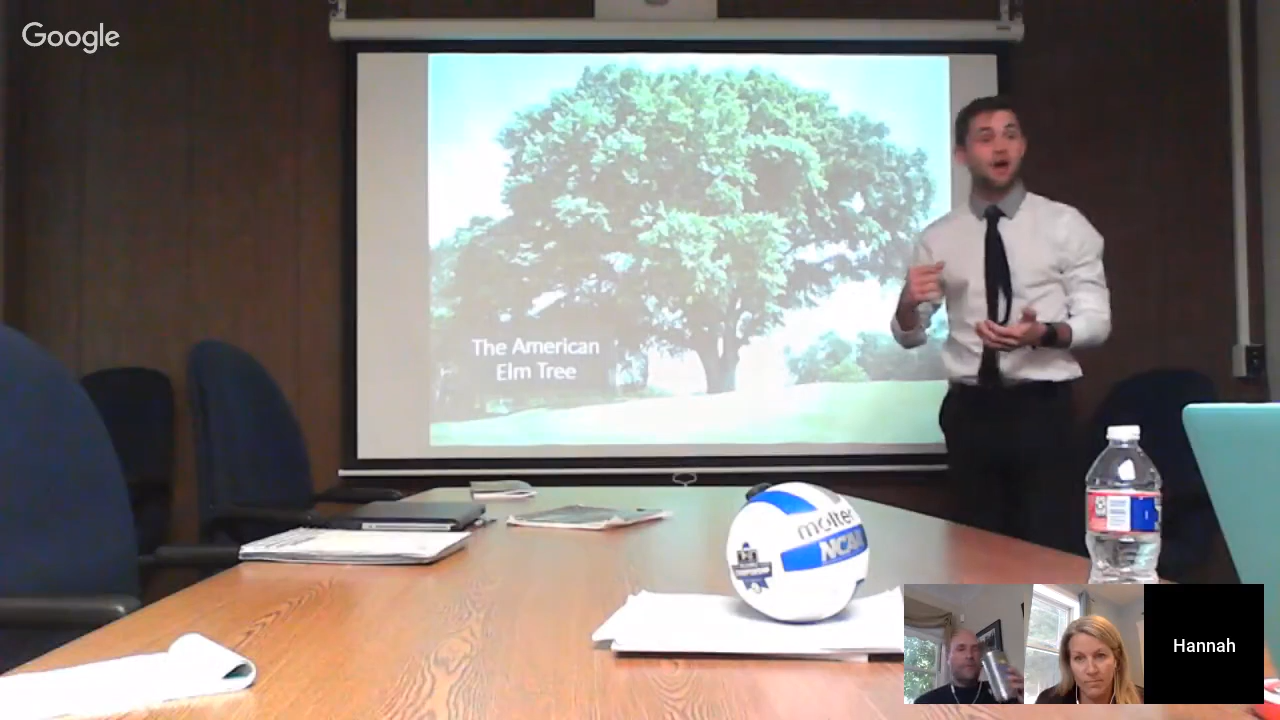 Google
The American
Elm Tree
molten
NCAA
Hannah